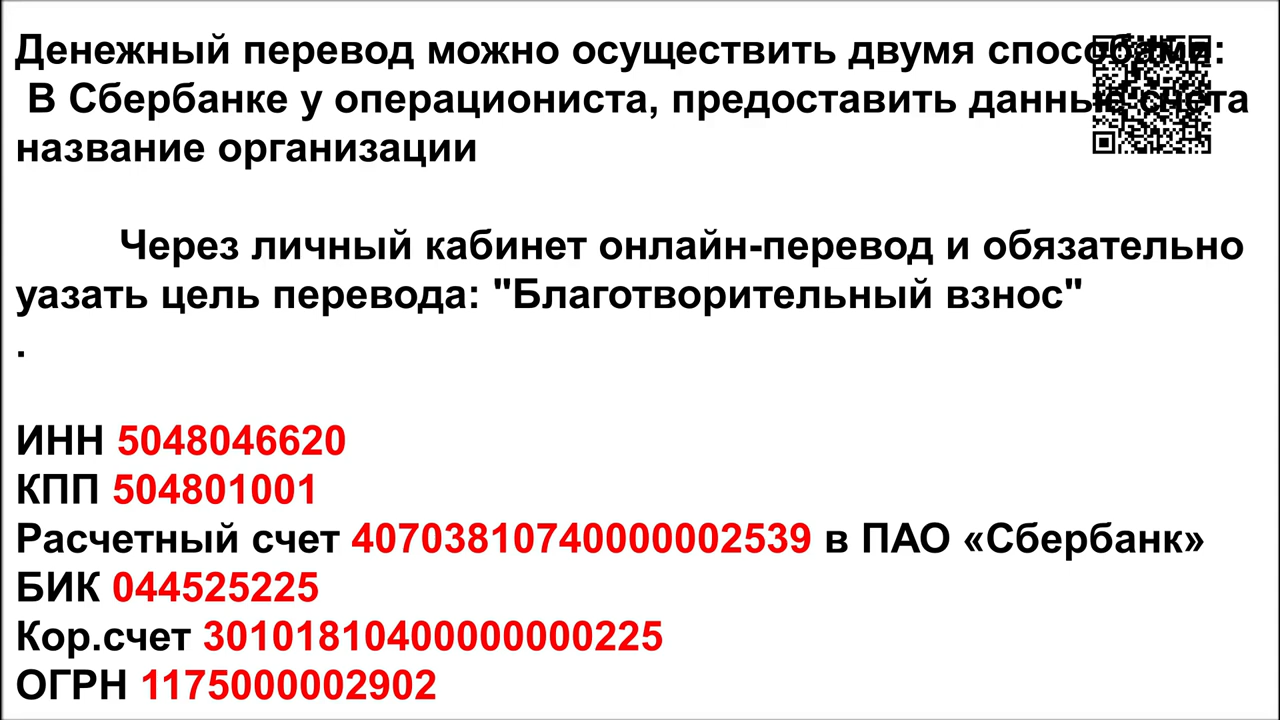 Денежный перевод можно осуществить двумя способами:
В Сбербанке у операциониста, предоставить данные счета
название организации
Через личный кабинет онлайн-перевод и обязательно
уазать цель перевода: "Благотворительный взнос"
.
ИНН 5048046620
КПП 504801001
Расчетный счет 40703810740000002539 в ПАО «Сбербанк»
БИК 044525225
Кор.счет 30101810400000000225
ОГРН 1175000002902